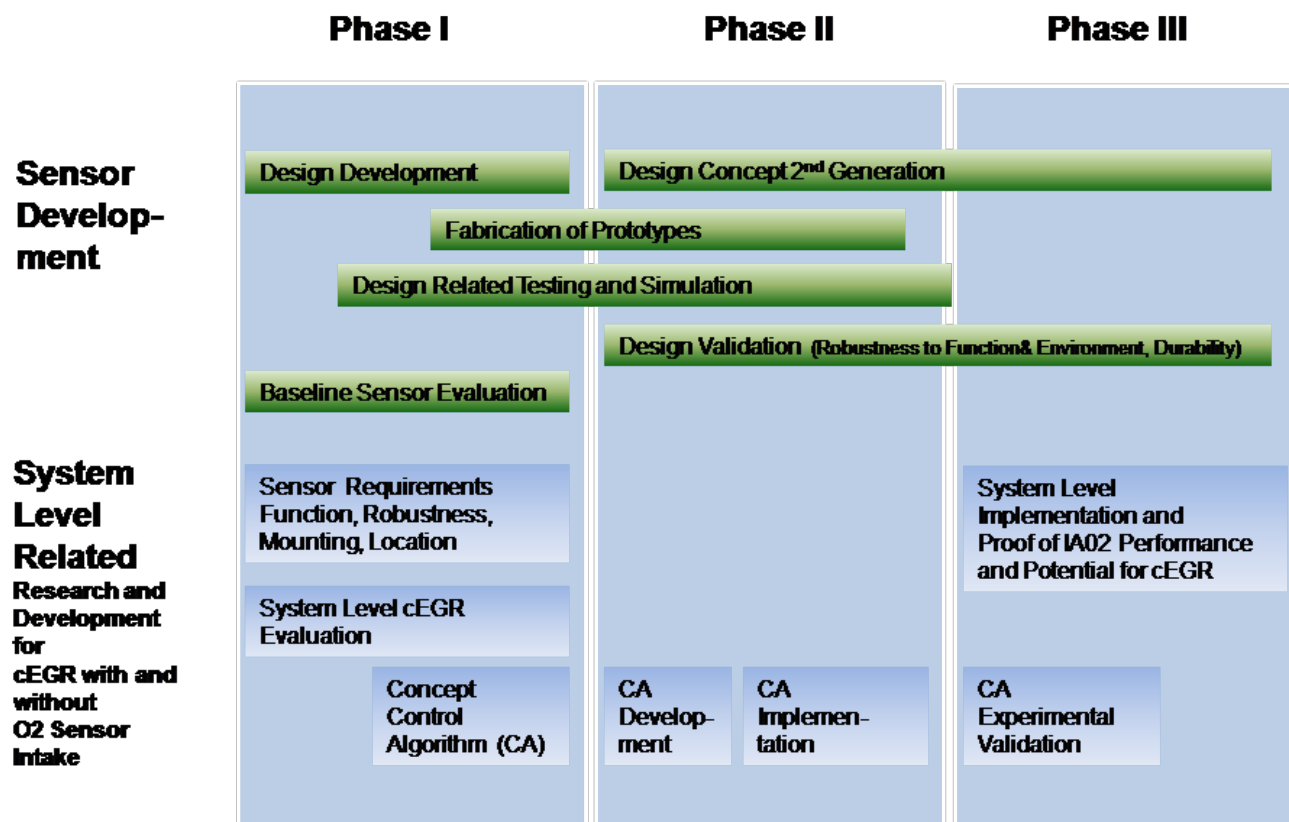 Phase I
Phase II
Phase III
Sensor
Develop-
ment
Design Development
Design Concept 2nd Generation
Fabrication of Prototypes
Design Related Testing and Simulation
Design Validation (Robustness to Function& Environment, Durability)
Baseline Sensor Evaluation
System
Level
Related
Research and
Development
for
cEGR with and
without
O2 Sensor
Intake
Sensor Requirements
Function, Robustness,
Mounting, Location
System Level
Implementation and
Proof of IA02 Performance
and Potential for cEGR
System Level cEGR
Evaluation
Concept
Control
Algorithm (CA)
CA
Develop-
ment
CA
Implemen-
tation
CA
Experimental
Validation